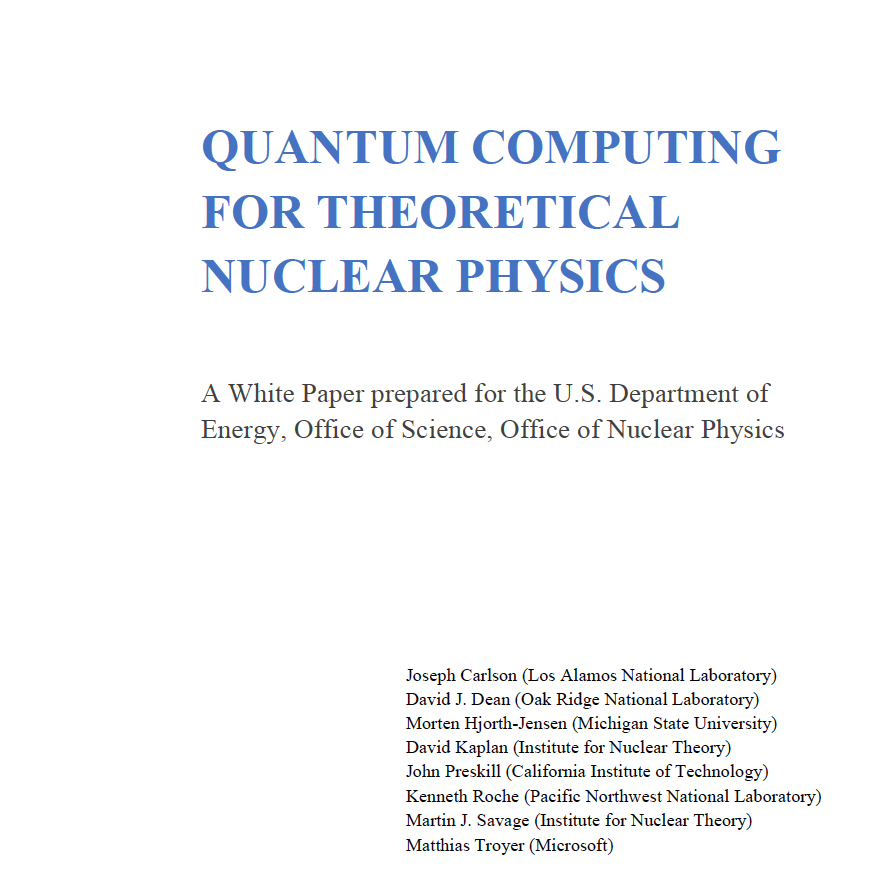 QUANTUM COMPUTING
FOR THEORETICAL
NUCLEAR PHYSICS
A White Paper prepared for the U.S. Department of
Energy, Office of Science, Office of Nuclear Physics
Joseph Carlson (Los Alamos National Laboratory)
David J. Dean (Oak Ridge National Laboratory)
Morten Hjorth-Jensen (Michigan State University)
David Kaplan (Institute for Nuclear Theory)
John Preskill (California Institute of Technology)
Kenneth Roche (Pacific Northwest National Laboratory)
Martin J. Savage (Institute for Nuclear Theory)
Matthias Troyer (Microsoft)